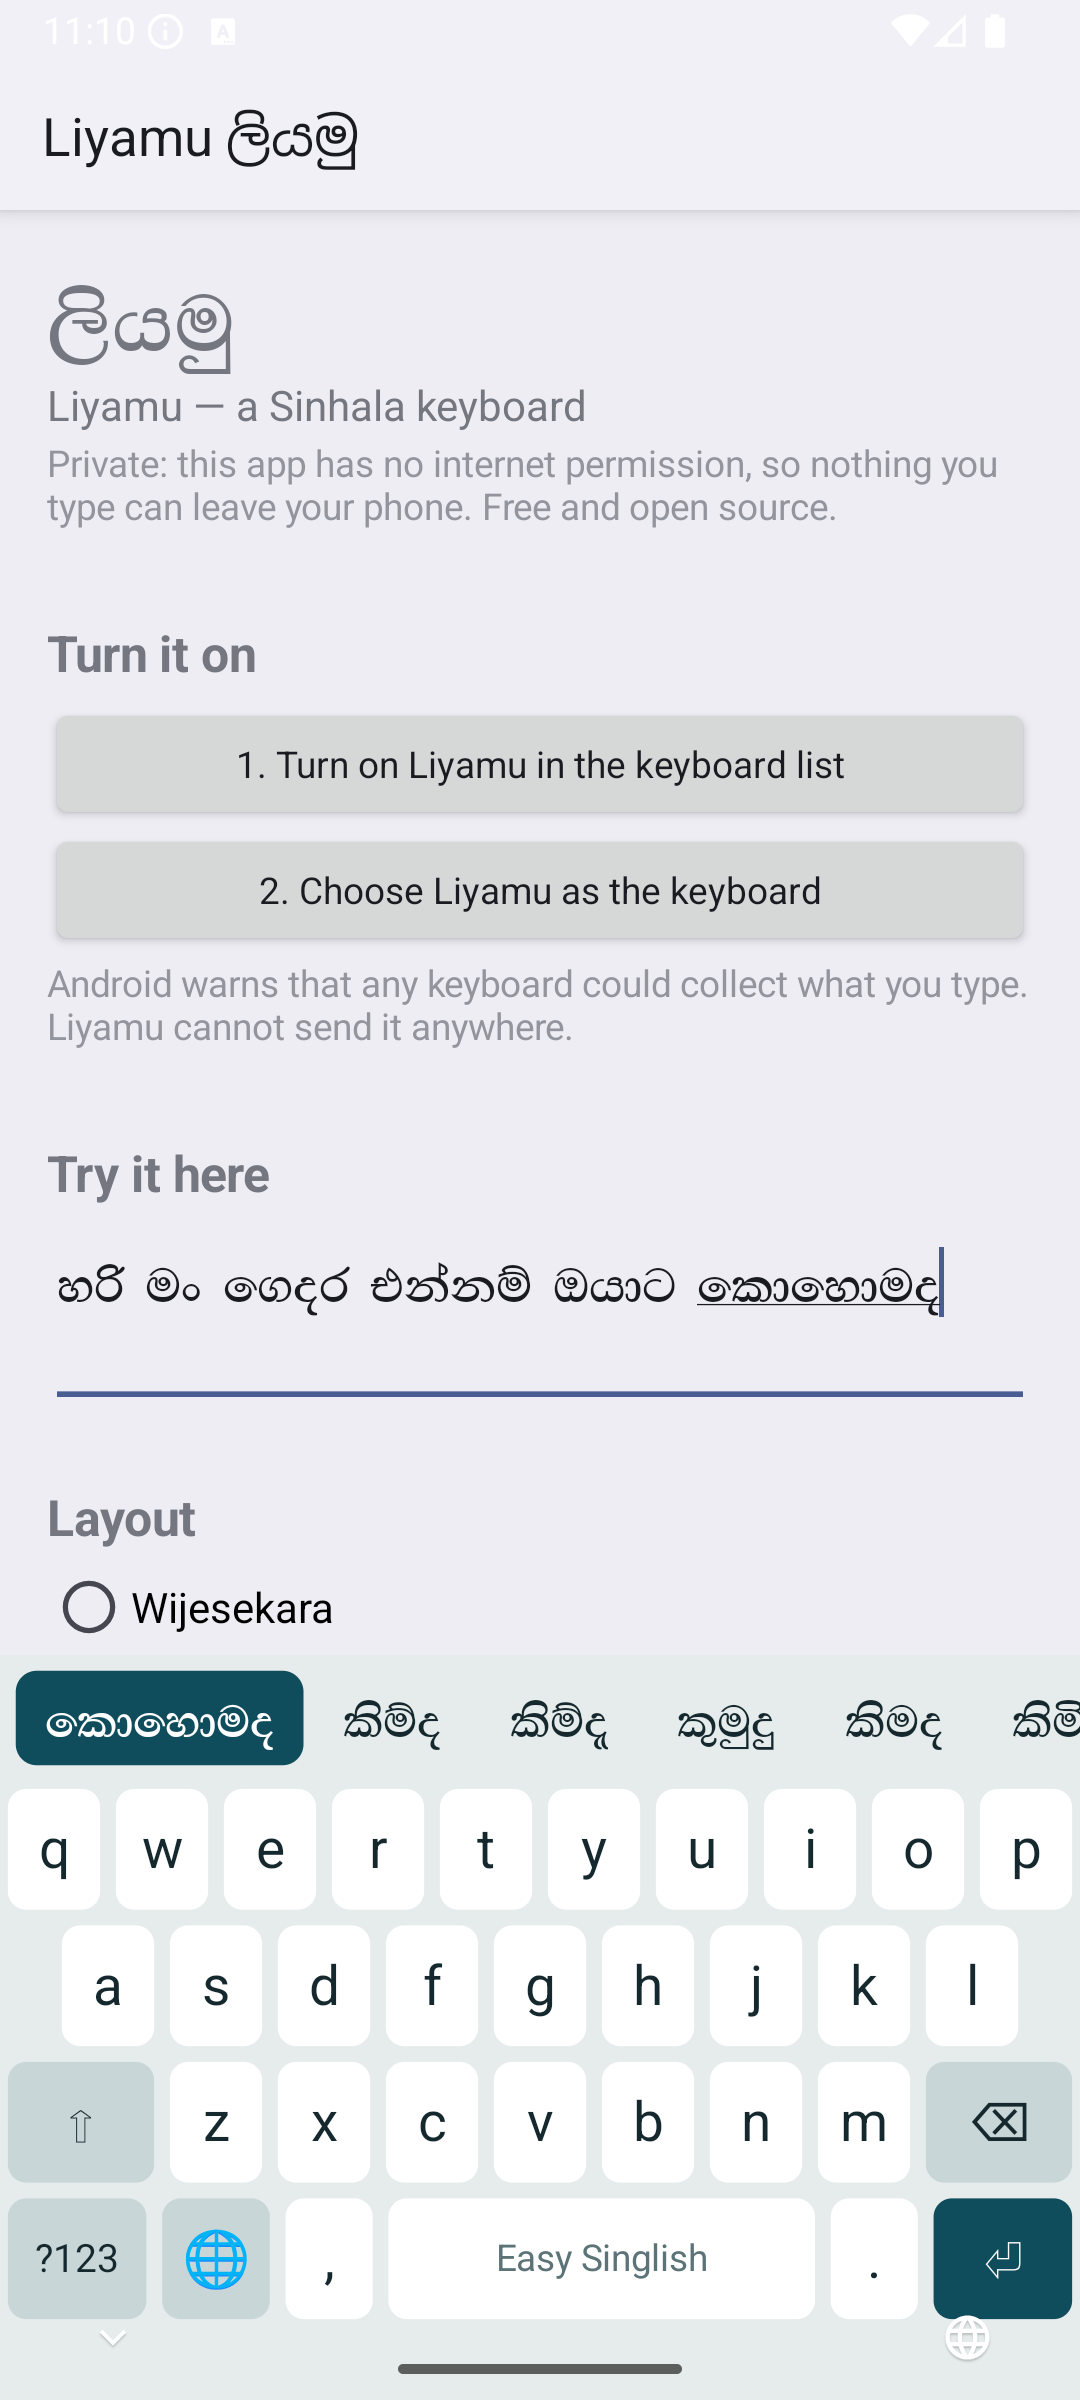 11:10
Liyamu ලියමු
ලියමු
Liyamu — a Sinhala keyboard
Private: this app has no internet permission, so nothing you
type can leave your phone. Free and open source.
Turn it on
1. Turn on Liyamu in the keyboard list
2. Choose Liyamu as the keyboard
Android warns that any keyboard could collect what you type.
Liyamu cannot send it anywhere.
Try it here
හරි මං ගෙදර එන්නම් ඔයාට කොහොමද
Layout
Wijesekara
කොහොමද කිම්ද කිම්දැ කුමුදු කිමද
q w e r t y u i o p
a s d f g h j k l
z x c v b n m
?123 , Easy Singlish .